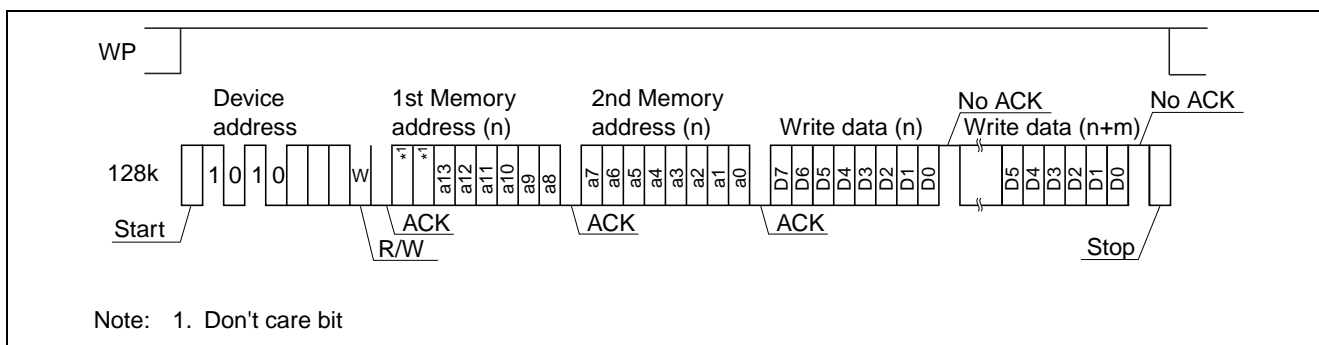 WP
Device
address
1st Memory
address (n)
2nd Memory
address (n)
Write data (n)
No ACK
Write data (n+m)
No ACK
128k
1 0 1 0
W
*1 *1 a13 a12 a11 a10 a9 a8
a7 a6 a5 a4 a3 a2 a1 a0
D7 D6 D5 D4 D3 D2 D1 D0
D5 D4 D3 D2 D1 D0
Start
ACK
R/W
ACK
ACK
Stop
Note: 1. Don't care bit